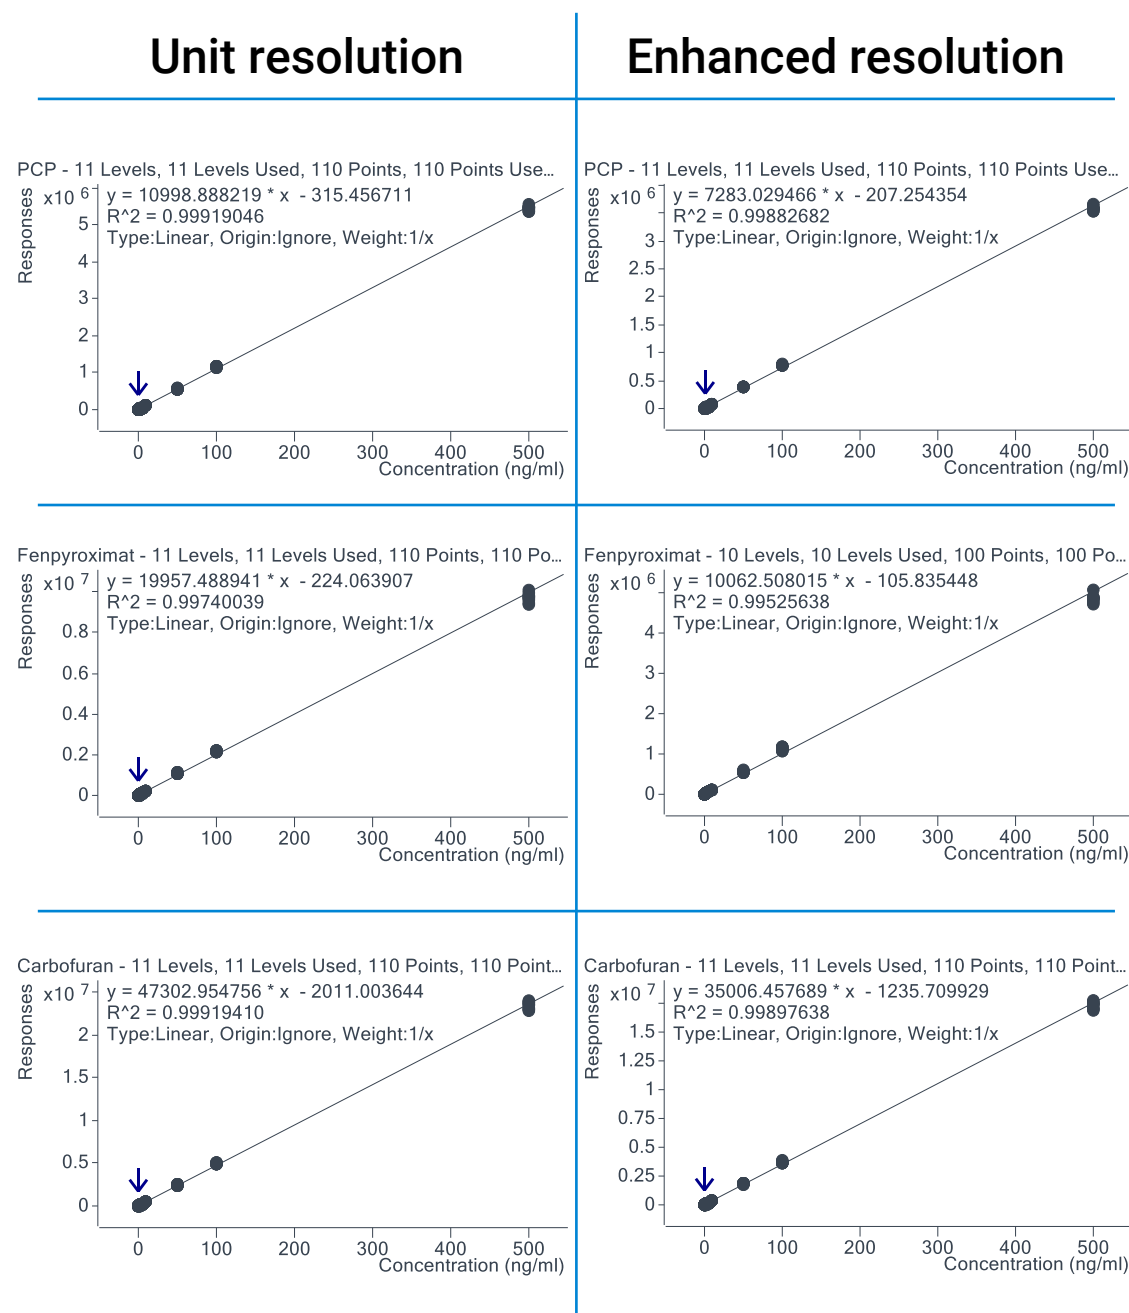 Unit resolution
Enhanced resolution
PCP - 11 Levels, 11 Levels Used, 110 Points, 110 Points Use...
Responses
x10 6
y = 10998.888219 * x - 315.456711
R^2 = 0.99919046
Type:Linear, Origin:Ignore, Weight:1/x
5
4
3
2
1
0
0 100 200 300 400 500
Concentration (ng/ml)
PCP - 11 Levels, 11 Levels Used, 110 Points, 110 Points Use...
Responses
x10 6
y = 7283.029466 * x - 207.254354
R^2 = 0.99882682
Type:Linear, Origin:Ignore, Weight:1/x
3
2.5
2
1.5
1
0.5
0
0 100 200 300 400 500
Concentration (ng/ml)
Fenpyroximat - 11 Levels, 11 Levels Used, 110 Points, 110 Po...
Responses
x10 7
y = 19957.488941 * x - 224.063907
R^2 = 0.99740039
Type:Linear, Origin:Ignore, Weight:1/x
0.8
0.6
0.4
0.2
0
0 100 200 300 400 500
Concentration (ng/ml)
Fenpyroximat - 10 Levels, 10 Levels Used, 100 Points, 100 Po...
Responses
x10 6
y = 10062.508015 * x - 105.835448
R^2 = 0.99525638
Type:Linear, Origin:Ignore, Weight:1/x
4
3
2
1
0
0 100 200 300 400 500
Concentration (ng/ml)
Carbofuran - 11 Levels, 11 Levels Used, 110 Points, 110 Point...
Responses
x10 7
y = 47302.954756 * x - 2011.003644
R^2 = 0.99919410
Type:Linear, Origin:Ignore, Weight:1/x
2
1.5
1
0.5
0
0 100 200 300 400 500
Concentration (ng/ml)
Carbofuran - 11 Levels, 11 Levels Used, 110 Points, 110 Point...
Responses
x10 7
y = 35006.457689 * x - 1235.709929
R^2 = 0.99897638
Type:Linear, Origin:Ignore, Weight:1/x
1.5
1.25
1
0.75
0.5
0.25
0
0 100 200 300 400 500
Concentration (ng/ml)